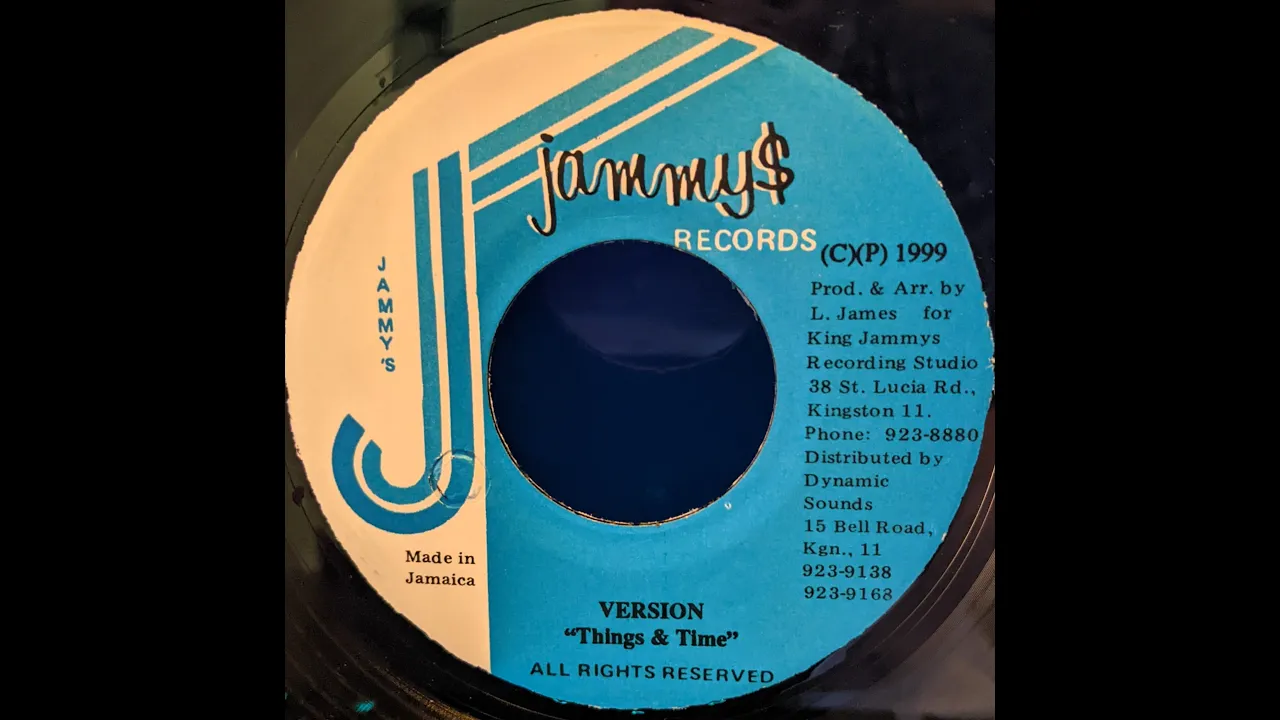 jammy$
RECORDS
JAMMY'S
(C)(P) 1999
Prod. & Arr. by
L. James for
King Jammys
Recording Studio
38 St. Lucia Rd.,
Kingston 11.
Phone: 923-8880
Distributed by
Dynamic
Sounds
15 Bell Road,
Kgn., 11
923-9138
923-9168
Made in
Jamaica
VERSION
“Things & Time”
ALL RIGHTS RESERVED